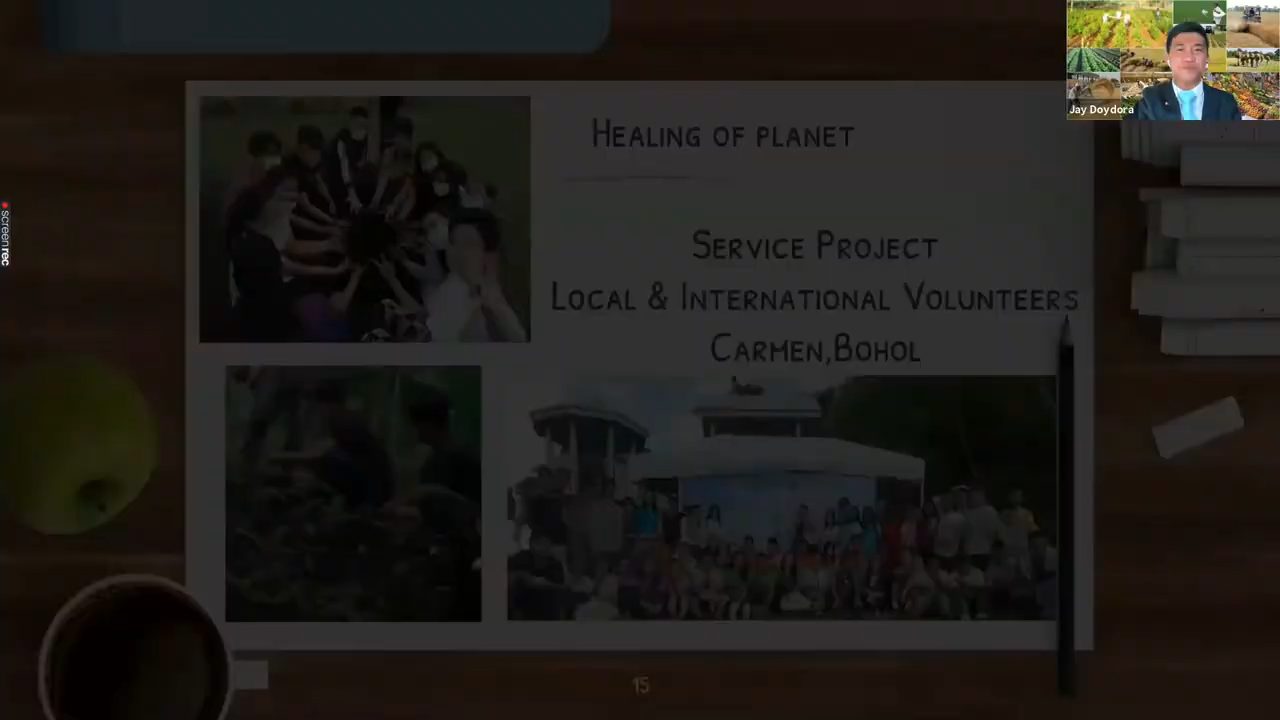 Jay Doydora
HEALING OF PLANET
SERVICE PROJECT
LOCAL & INTERNATIONAL VOLUNTEERS
CARMEN,BOHOL
screenrec
15